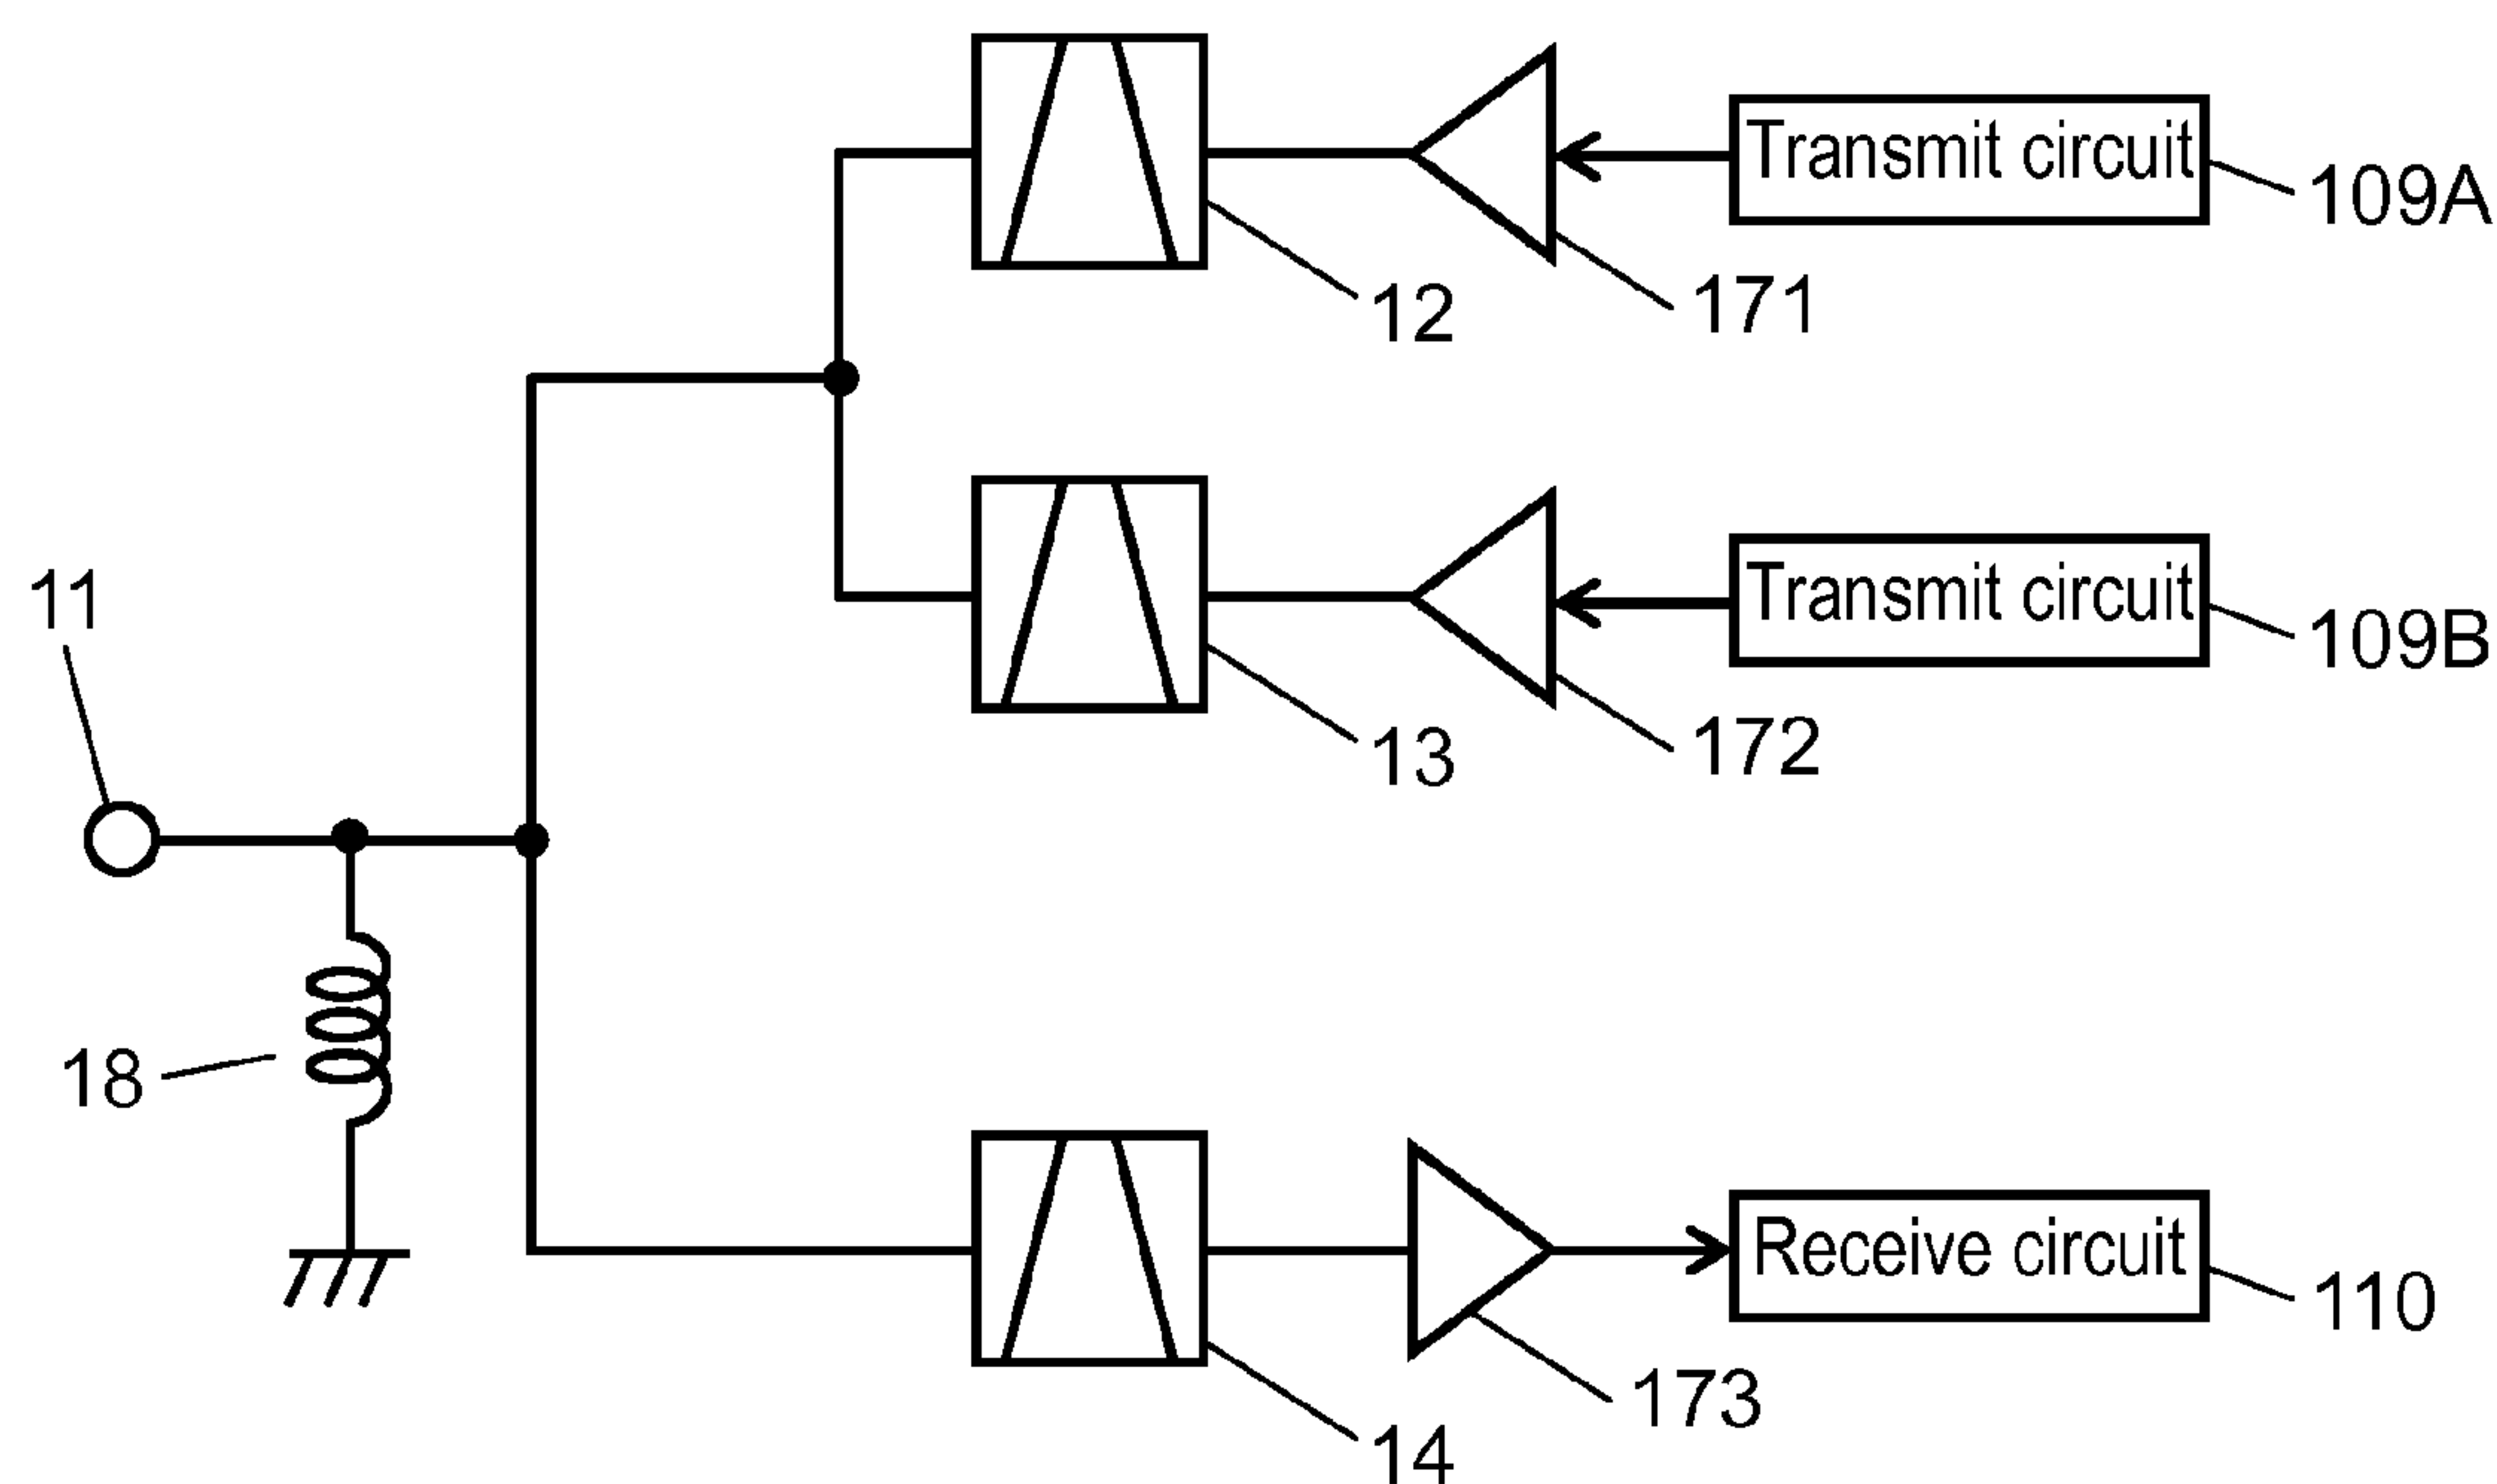 Transmit circuit
109A
171
12
11
Transmit circuit
109B
172
13
18
Receive circuit
110
173
14